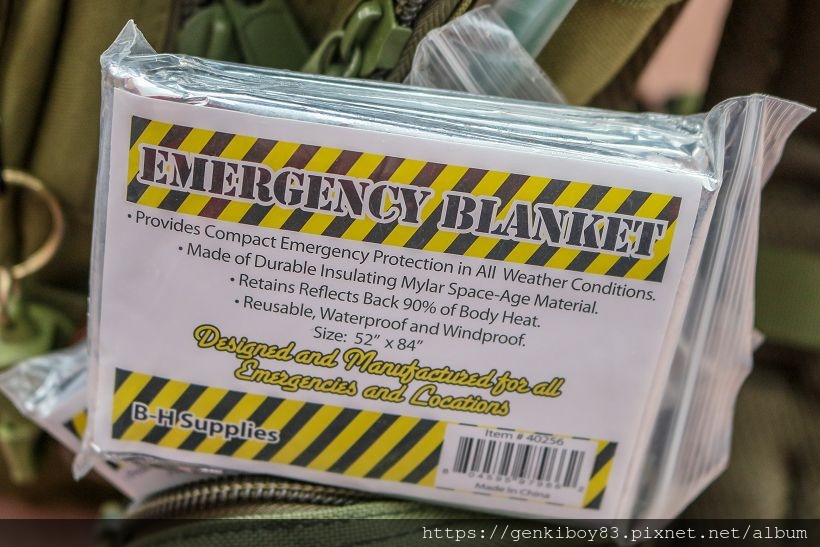 EMERGENCY BLANKET
• Provides Compact Emergency Protection in All Weather Conditions.
• Made of Durable Insulating Mylar Space-Age Material.
• Retains Reflects Back 90% of Body Heat.
• Reusable, Waterproof and Windproof.
Size: 52" x 84"
Designed and Manufactured for all
Emergencies and Locations
B-H Supplies
Item # 40256
Made in China
https://genkiboy83.pixnet.net/album